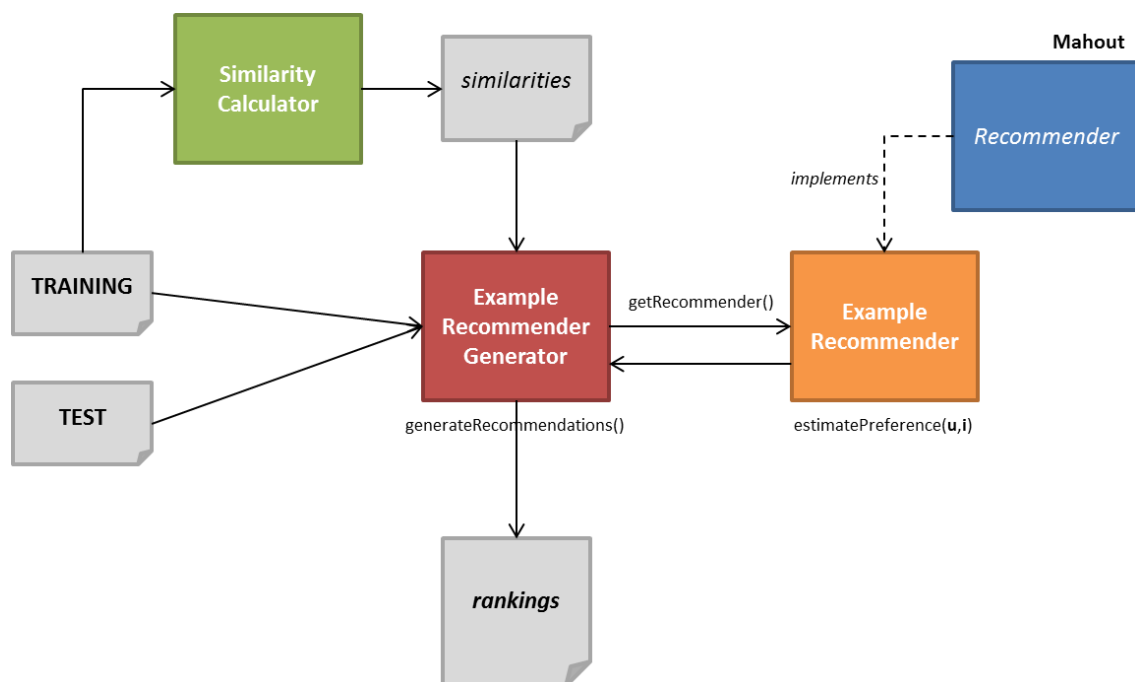 Mahout
Similarity
Calculator
similarities
Recommender
implements
TRAINING
Example
Recommender
Generator
getRecommender()
Example
Recommender
TEST
generateRecommendations()
estimatePreference(u,i)
rankings